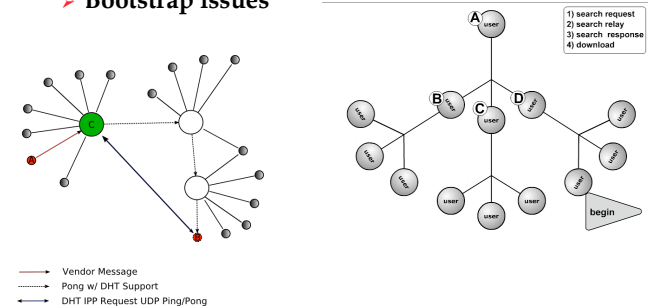 Bootstrap Issues
C
A
B
Vendor Message
Pong w/ DHT Support
DHT IPP Request UDP Ping/Pong
1) search request
2) search relay
3) search response
4) download
A
user
B
user
C
user
D
user
user
user
user
user
user
user
user
user
user
begin